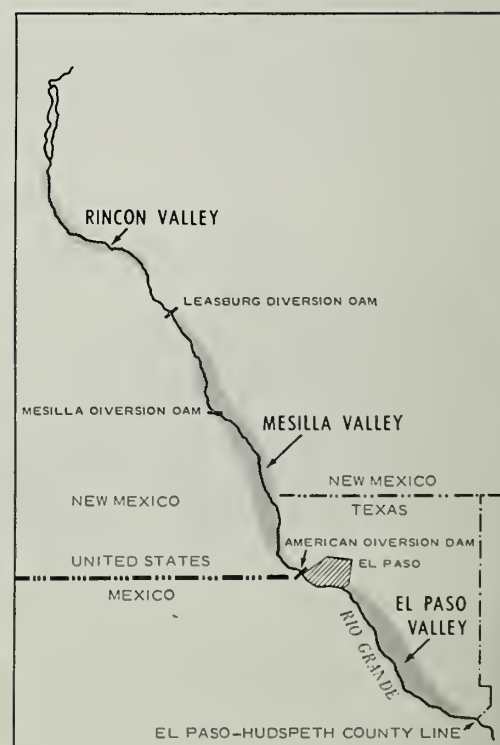 RINCON VALLEY
LEASBURG DIVERSION OAM
MESILLA OIVERSION OAM
MESILLA VALLEY
NEW MEXICO
NEW MEXICO
TEXAS
AMERICAN OIVERSION DAM
EL PASO
UNITED STATES
MEXICO
EL PASO
VALLEY
RIO GRANDE
EL PASO-HUDSPETH COUNTY LINE